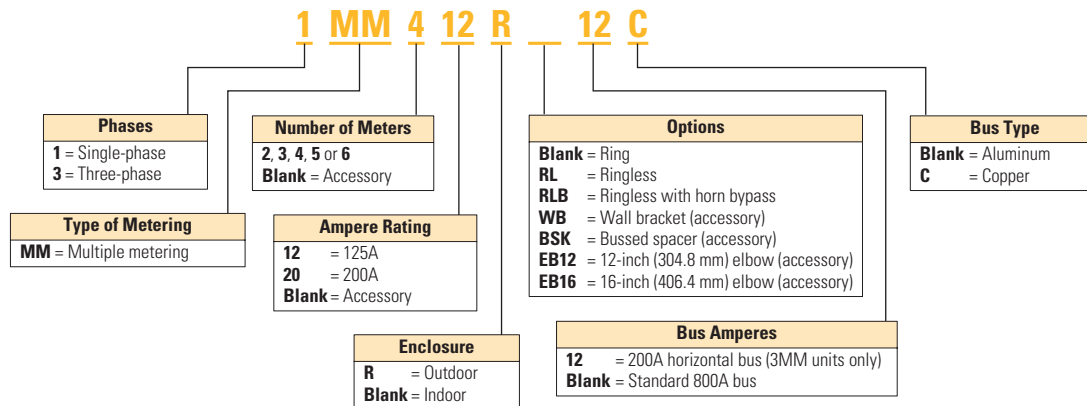 1 MM 4 12 R 12 C
Phases
1 = Single-phase
3 = Three-phase
Type of Metering
MM = Multiple metering
Number of Meters
2, 3, 4, 5 or 6
Blank = Accessory
Ampere Rating
12 = 125A
20 = 200A
Blank = Accessory
Enclosure
R = Outdoor
Blank = Indoor
Options
Blank = Ring
RL = Ringless
RLB = Ringless with horn bypass
WB = Wall bracket (accessory)
BSK = Bussed spacer (accessory)
EB12 = 12-inch (304.8 mm) elbow (accessory)
EB16 = 16-inch (406.4 mm) elbow (accessory)
Bus Amperes
12 = 200A horizontal bus (3MM units only)
Blank = Standard 800A bus
Bus Type
Blank = Aluminum
C = Copper